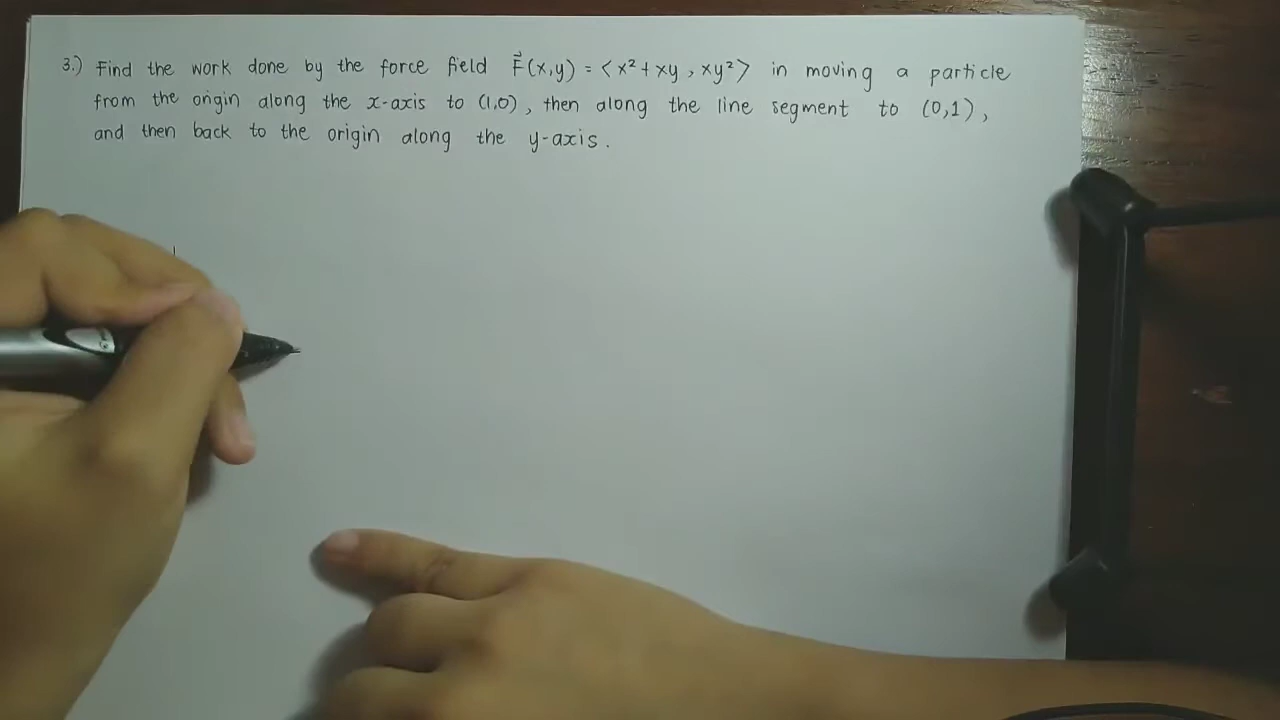 3.) Find the work done by the force field F⃗(x,y) = <x²+xy, xy²> in moving a particle
from the origin along the x-axis to (1,0), then along the line segment to (0,1),
and then back to the origin along the y-axis.